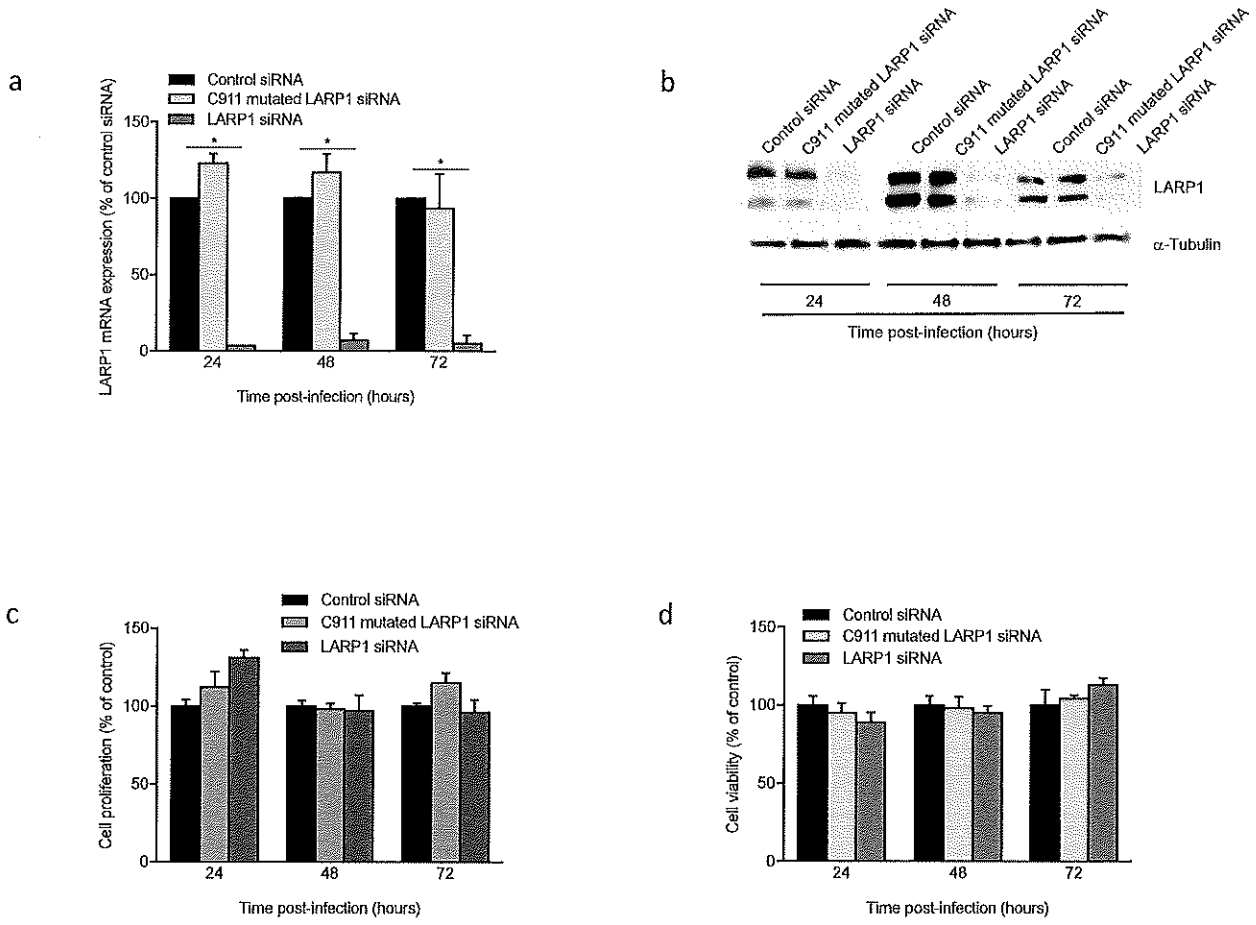 a
Control siRNA
C911 mutated LARP1 siRNA
LARP1 siRNA
LARP1 mRNA expression (% of control siRNA)
150
100
50
0
*
*
*
24
48
72
Time post-infection (hours)
b
Control siRNA
C911 mutated LARP1 siRNA
LARP1 siRNA
Control siRNA
C911 mutated LARP1 siRNA
LARP1 siRNA
Control siRNA
C911 mutated LARP1 siRNA
LARP1 siRNA
LARP1
α-Tubulin
24
48
72
Time post-infection (hours)
c
Control siRNA
C911 mutated LARP1 siRNA
LARP1 siRNA
Cell proliferation (% of control)
150
100
50
0
24
48
72
Time post-infection (hours)
d
Control siRNA
C911 mutated LARP1 siRNA
LARP1 siRNA
Cell viability (% of control)
150
100
50
0
24
48
72
Time post-infection (hours)